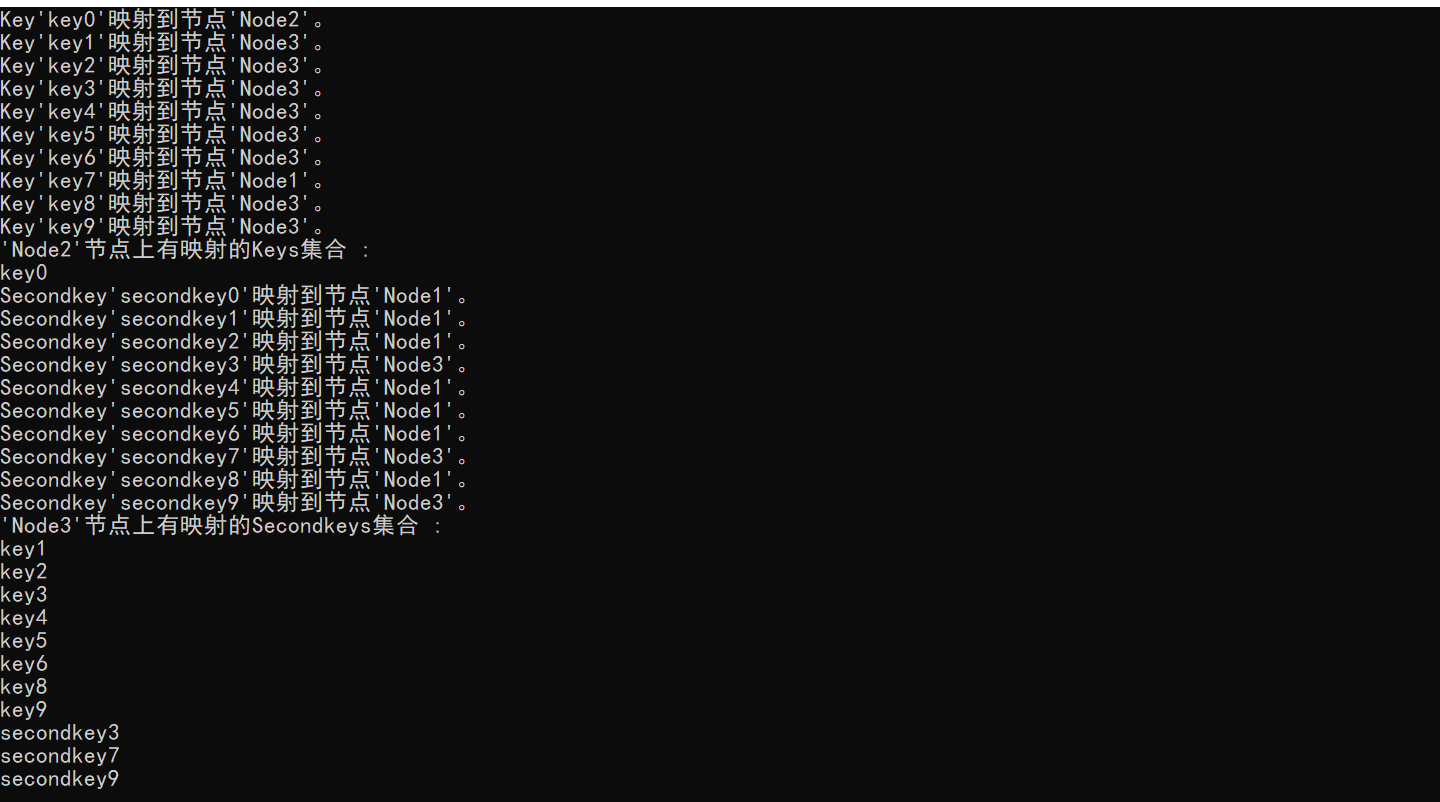 Key'key0'映射到节点'Node2'。
Key'key1'映射到节点'Node3'。
Key'key2'映射到节点'Node3'。
Key'key3'映射到节点'Node3'。
Key'key4'映射到节点'Node3'。
Key'key5'映射到节点'Node3'。
Key'key6'映射到节点'Node3'。
Key'key7'映射到节点'Node1'。
Key'key8'映射到节点'Node3'。
Key'key9'映射到节点'Node3'。
'Node2'节点上有映射的Keys集合 :
key0
Secondkey'secondkey0'映射到节点'Node1'。
Secondkey'secondkey1'映射到节点'Node1'。
Secondkey'secondkey2'映射到节点'Node1'。
Secondkey'secondkey3'映射到节点'Node3'。
Secondkey'secondkey4'映射到节点'Node1'。
Secondkey'secondkey5'映射到节点'Node1'。
Secondkey'secondkey6'映射到节点'Node1'。
Secondkey'secondkey7'映射到节点'Node3'。
Secondkey'secondkey8'映射到节点'Node1'。
Secondkey'secondkey9'映射到节点'Node3'。
'Node3'节点上有映射的Secondkeys集合 :
key1
key2
key3
key4
key5
key6
key8
key9
secondkey3
secondkey7
secondkey9